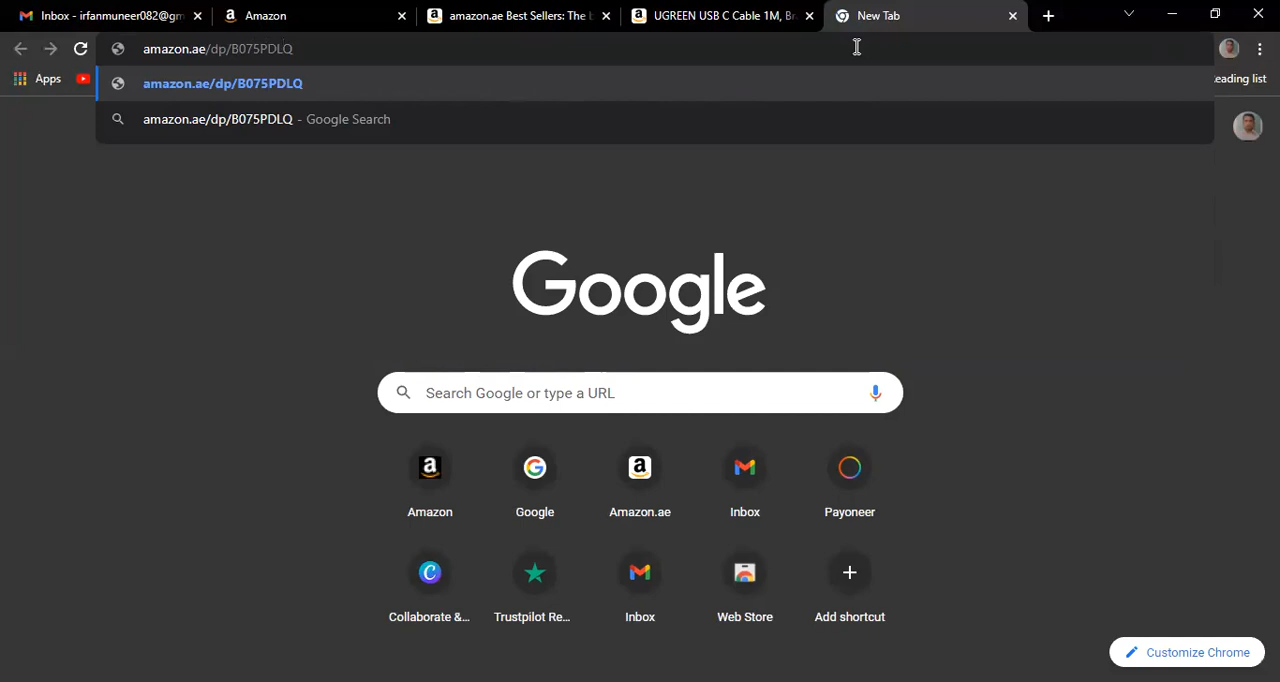 Inbox - irfanmuneer082@gm
Amazon
amazon.ae Best Sellers: The b
UGREEN USB C Cable 1M, Br
New Tab
amazon.ae/dp/B075PDLQ
Apps
eading list
amazon.ae/dp/B075PDLQ
amazon.ae/dp/B075PDLQ - Google Search
Google
Search Google or type a URL
Amazon
Google
Amazon.ae
Inbox
Payoneer
Collaborate &...
Trustpilot Re...
Inbox
Web Store
Add shortcut
Customize Chrome